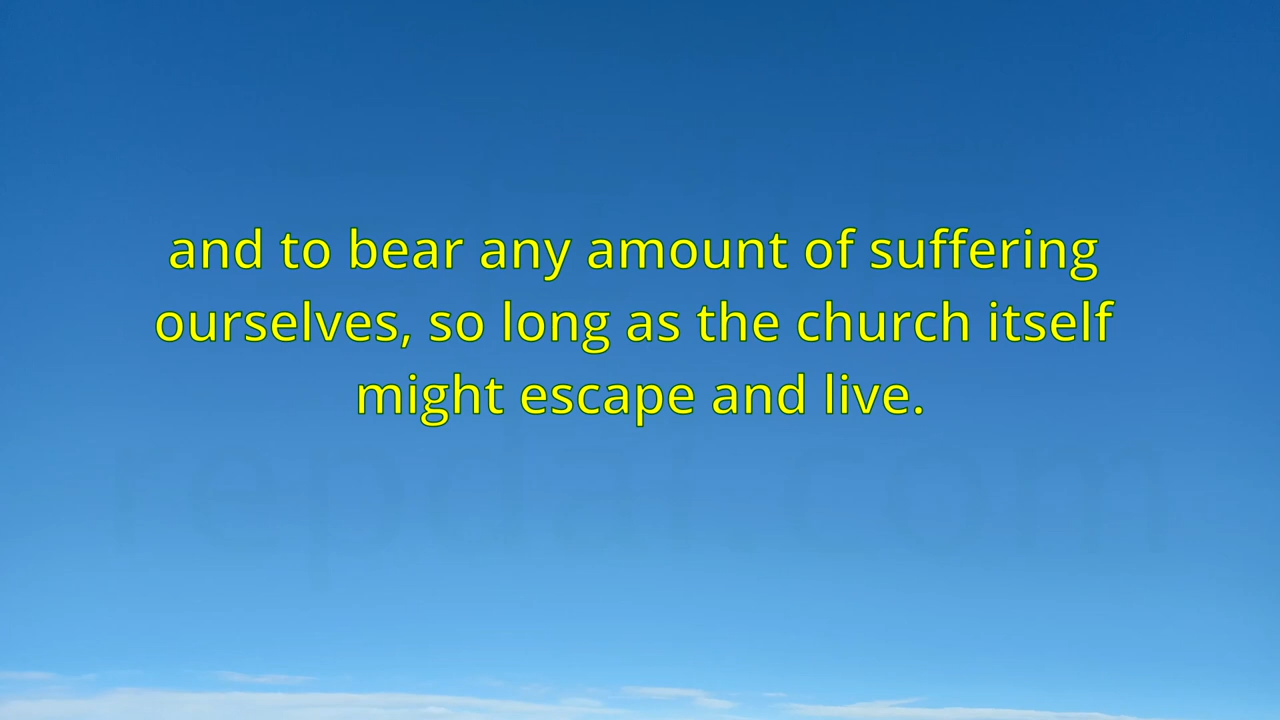 and to bear any amount of suffering
ourselves, so long as the church itself
might escape and live.